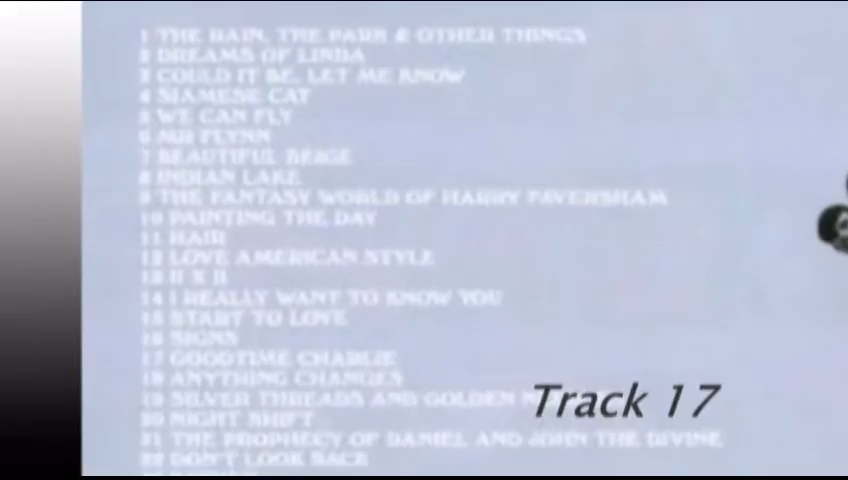 1 THE RAIN, THE PARK & OTHER THINGS
2 DREAMS OF LINDA
3 COULD IT BE, LET ME KNOW
4 SIAMESE CAT
5 WE CAN FLY
6 MR FLYNN
7 BEAUTIFUL BEIGE
8 INDIAN LAKE
9 THE FANTASY WORLD OF HARRY FAVERSHAM
10 PAINTING THE DAY
11 HAIR
12 LOVE AMERICAN STYLE
13 II X II
14 I REALLY WANT TO KNOW YOU
15 START TO LOVE
16 SIGNS
17 GOODTIME CHARLIE
18 ANYTHING CHANGES
19 SILVER THREADS AND GOLDEN
Track 17
20 NIGHT SHIFT
21 THE PROPHECY OF DANIEL AND JOHN THE DIVINE
22 DON'T LOOK BACK